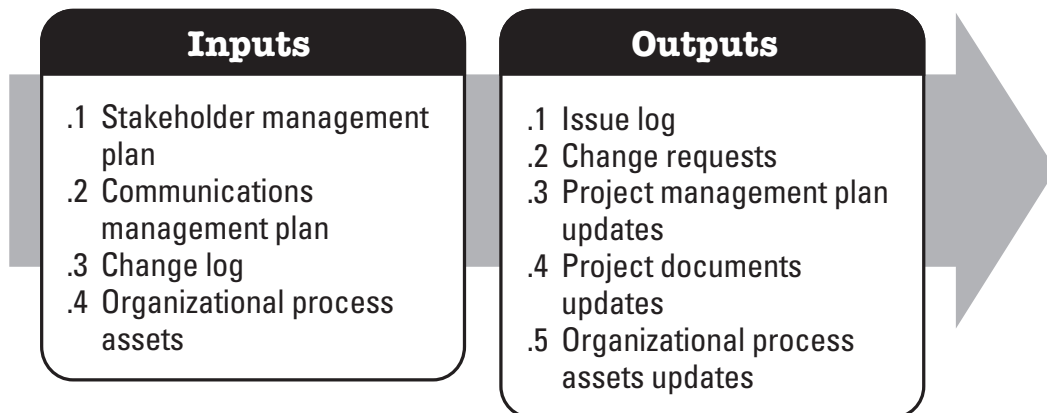 Inputs
.1 Stakeholder management
plan
.2 Communications
management plan
.3 Change log
.4 Organizational process
assets
Outputs
.1 Issue log
.2 Change requests
.3 Project management plan
updates
.4 Project documents
updates
.5 Organizational process
assets updates